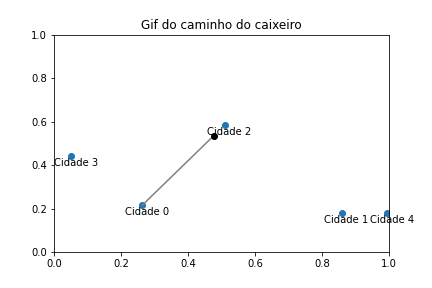 Gif do caminho do caixeiro
1.0
0.8
0.6
Cidade 2
0.4
Cidade 3
0.2
Cidade 0
Cidade 1 Cidade 4
0.0
0.0 0.2 0.4 0.6 0.8 1.0